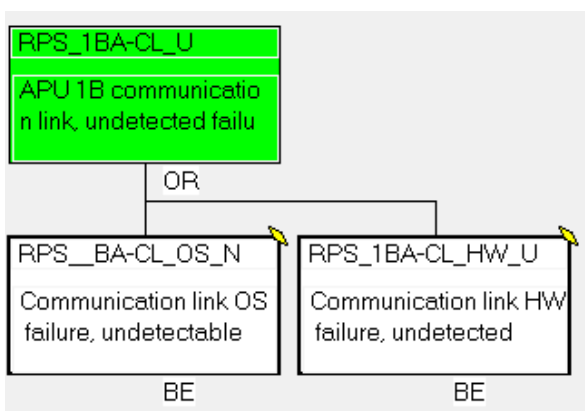 RPS_1BA-CL_U
APU 1B communicatio
n link, undetected failu
OR
RPS__BA-CL_OS_N
RPS_1BA-CL_HW_U
Communication link OS
failure, undetectable
Communication link HW
failure, undetected
BE
BE